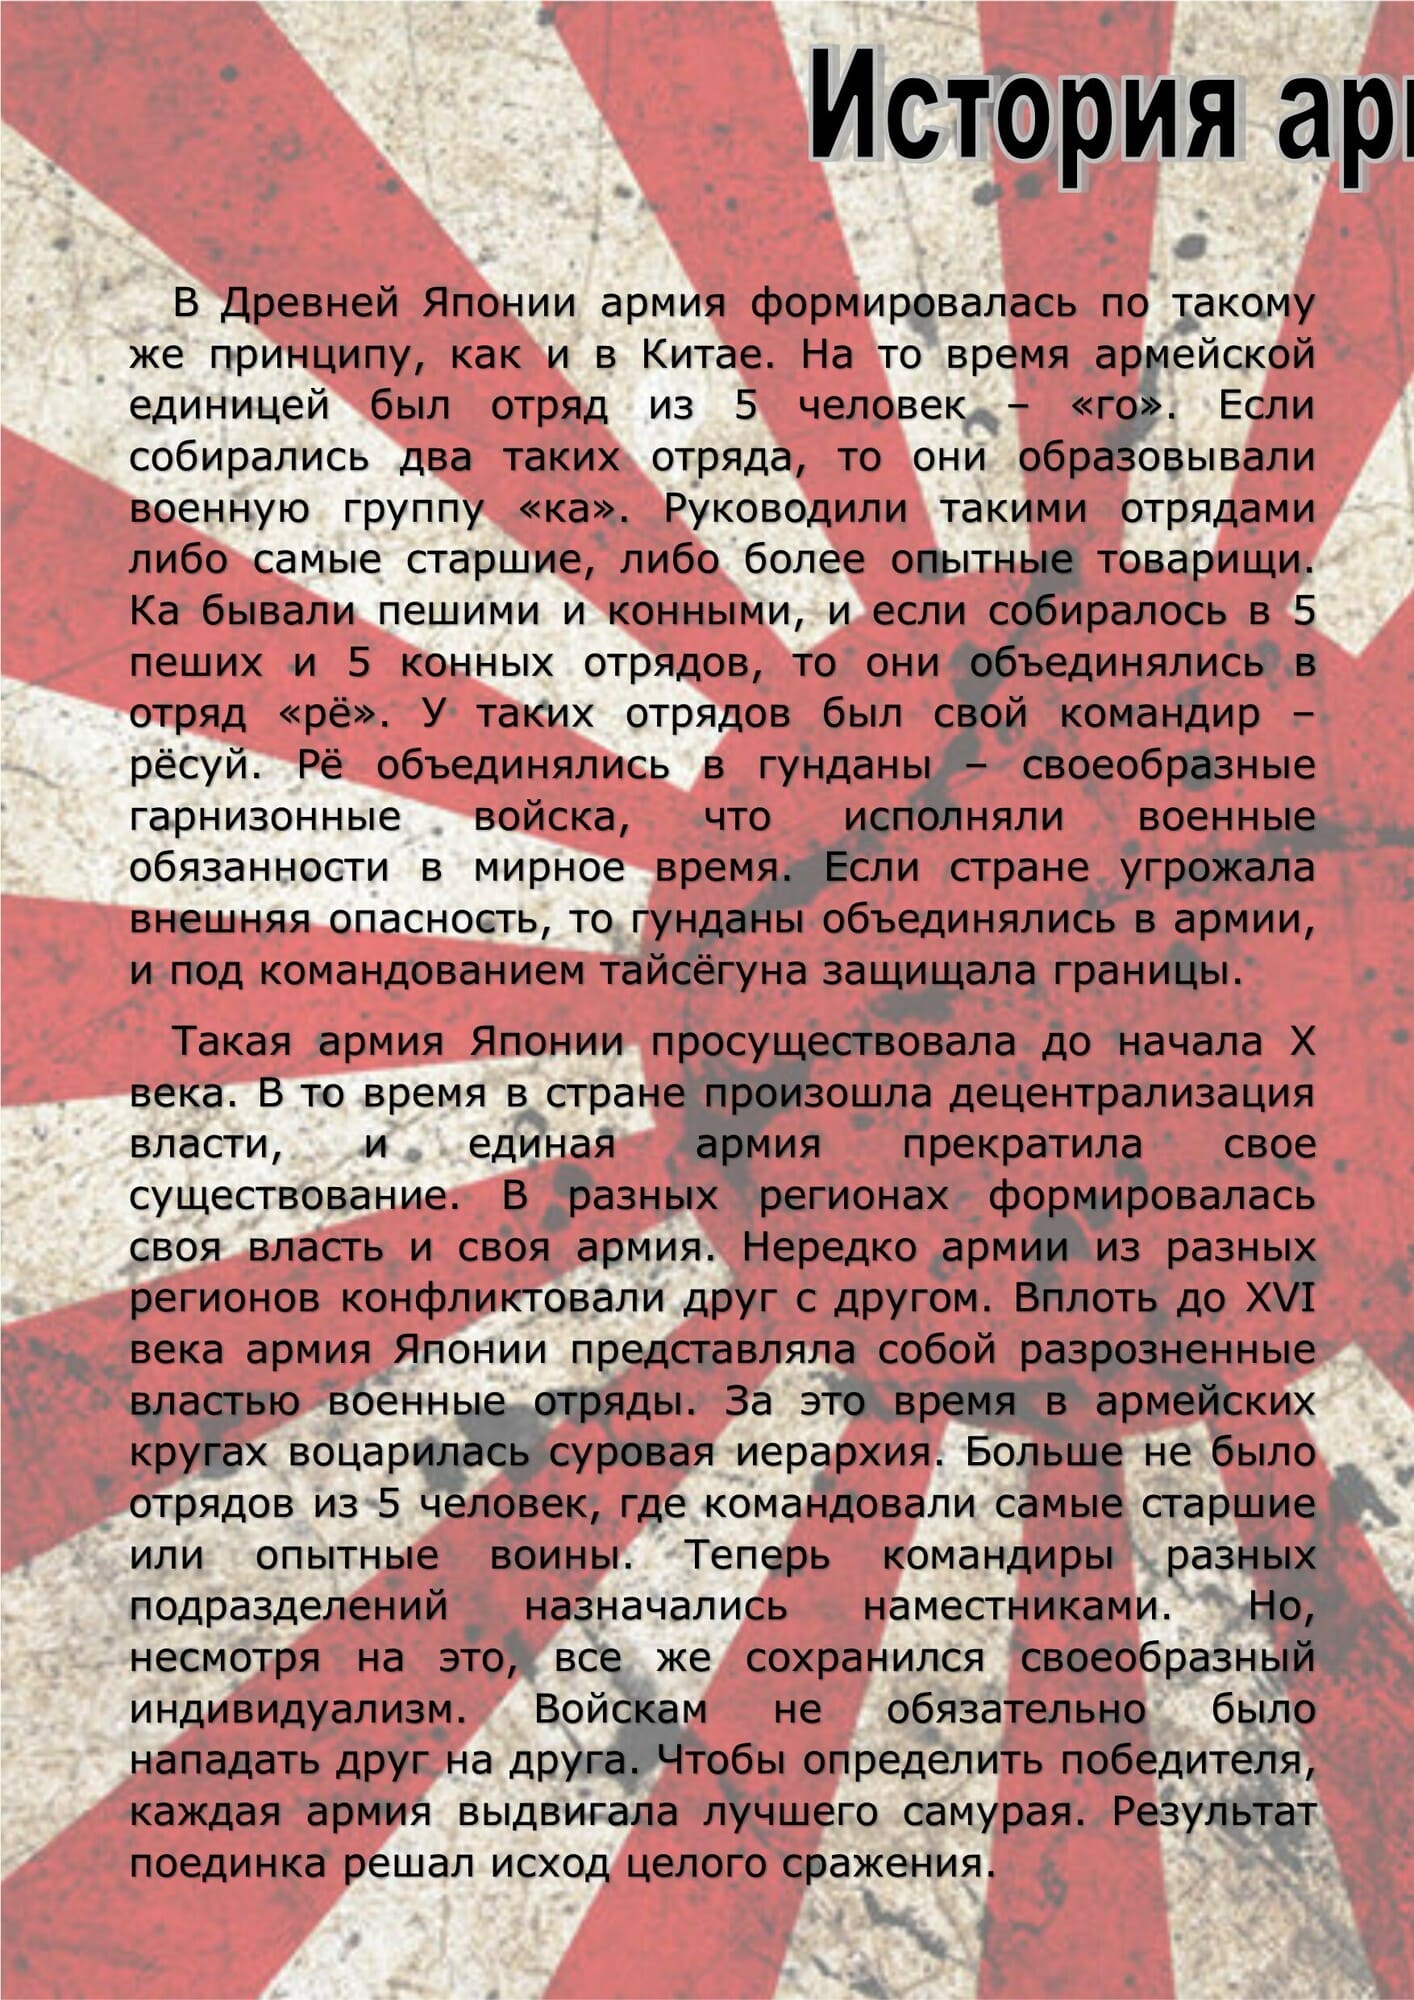 История ар
В Древней Японии армия формировалась по такому
же принципу, как и в Китае. На то время армейской
единицей был отряд из 5 человек – «го». Если
собирались два таких отряда, то они образовывали
военную группу «ка». Руководили такими отрядами
либо самые старшие, либо более опытные товарищи.
Ка бывали пешими и конными, и если собиралось в 5
пеших и 5 конных отрядов, то они объединялись в
отряд «рё». У таких отрядов был свой командир –
рёсуй. Рё объединялись в гунданы – своеобразные
гарнизонные войска, что исполняли военные
обязанности в мирное время. Если стране угрожала
внешняя опасность, то гунданы объединялись в армии,
и под командованием тайсёгуна защищала границы.
Такая армия Японии просуществовала до начала X
века. В то время в стране произошла децентрализация
власти, и единая армия прекратила свое
существование. В разных регионах формировалась
своя власть и своя армия. Нередко армии из разных
регионов конфликтовали друг с другом. Вплоть до XVI
века армия Японии представляла собой разрозненные
властью военные отряды. За это время в армейских
кругах воцарилась суровая иерархия. Больше не было
отрядов из 5 человек, где командовали самые старшие
или опытные воины. Теперь командиры разных
подразделений назначались наместниками. Но,
несмотря на это, все же сохранился своеобразный
индивидуализм. Войскам не обязательно было
нападать друг на друга. Чтобы определить победителя,
каждая армия выдвигала лучшего самурая. Результат
поединка решал исход целого сражения.